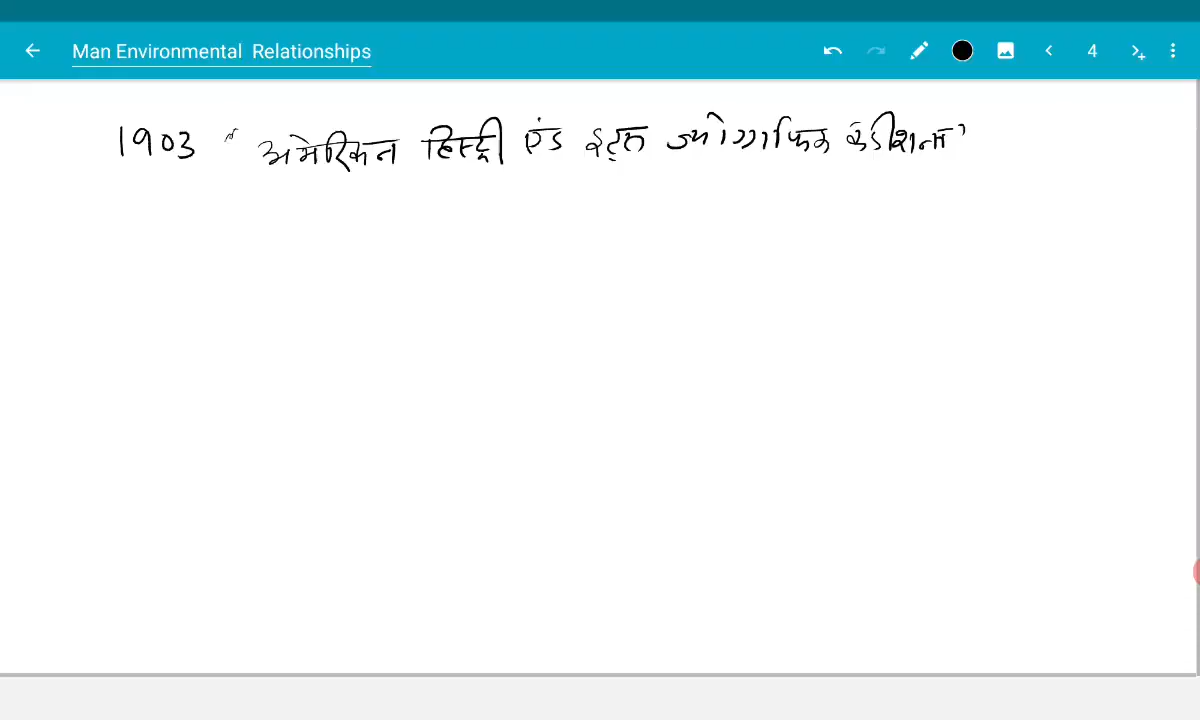 Man Environmental Relationships
4
1903 " अमेरिकन हिस्ट्री एंड इट्स ज्योग्राफिक कंडीशन्स"